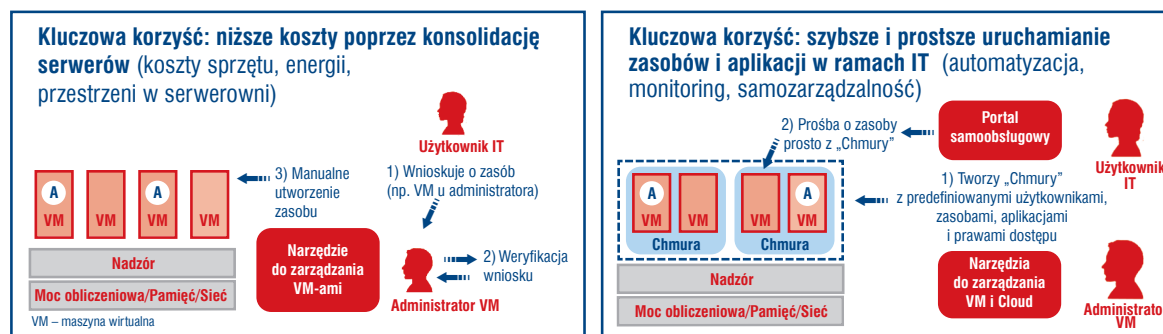 Kluczowa korzyść: niższe koszty poprzez konsolidację
serwerów (koszty sprzętu, energii,
przestrzeni w serwerowni)
Użytkownik IT
1) Wnioskuje o zasób
(np. VM u administratora)
3) Manualne
utworzenie
zasobu
A
VM
VM
A
VM
VM
Narzędzie
do zarządzania
VM-ami
2) Weryfikacja
wniosku
Administrator VM
Nadzór
Moc obliczeniowa/Pamięć/Sieć
VM – maszyna wirtualna
Kluczowa korzyść: szybsze i prostsze uruchamianie
zasobów i aplikacji w ramach IT (automatyzacja,
monitoring, samozarządzalność)
Portal
samoobsługowy
2) Prośba o zasoby
prosto z „Chmury”
Użytkownik
IT
1) Tworzy „Chmury”
z predefiniowanymi użytkownikami,
zasobami, aplikacjami
i prawami dostępu
A
VM
VM
Chmura
VM
A
VM
Chmura
Nadzór
Moc obliczeniowa/Pamięć/Sieć
Narzędzia
do zarządzania
VM i Cloud
Administrato
VM